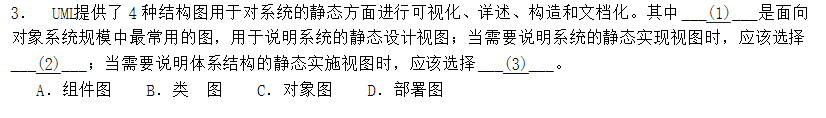 3. UML提供了 4 种结构图用于对系统的静态方面进行可视化、详述、构造和文档化。其中 ___(1)___是面向
对象系统规模中最常用的图，用于说明系统的静态设计视图；当需要说明系统的静态实现视图时，应该选择
___(2)___；当需要说明体系结构的静态实施视图时，应该选择 ___(3)___。
A．组件图 B．类 图 C．对象图 D．部署图